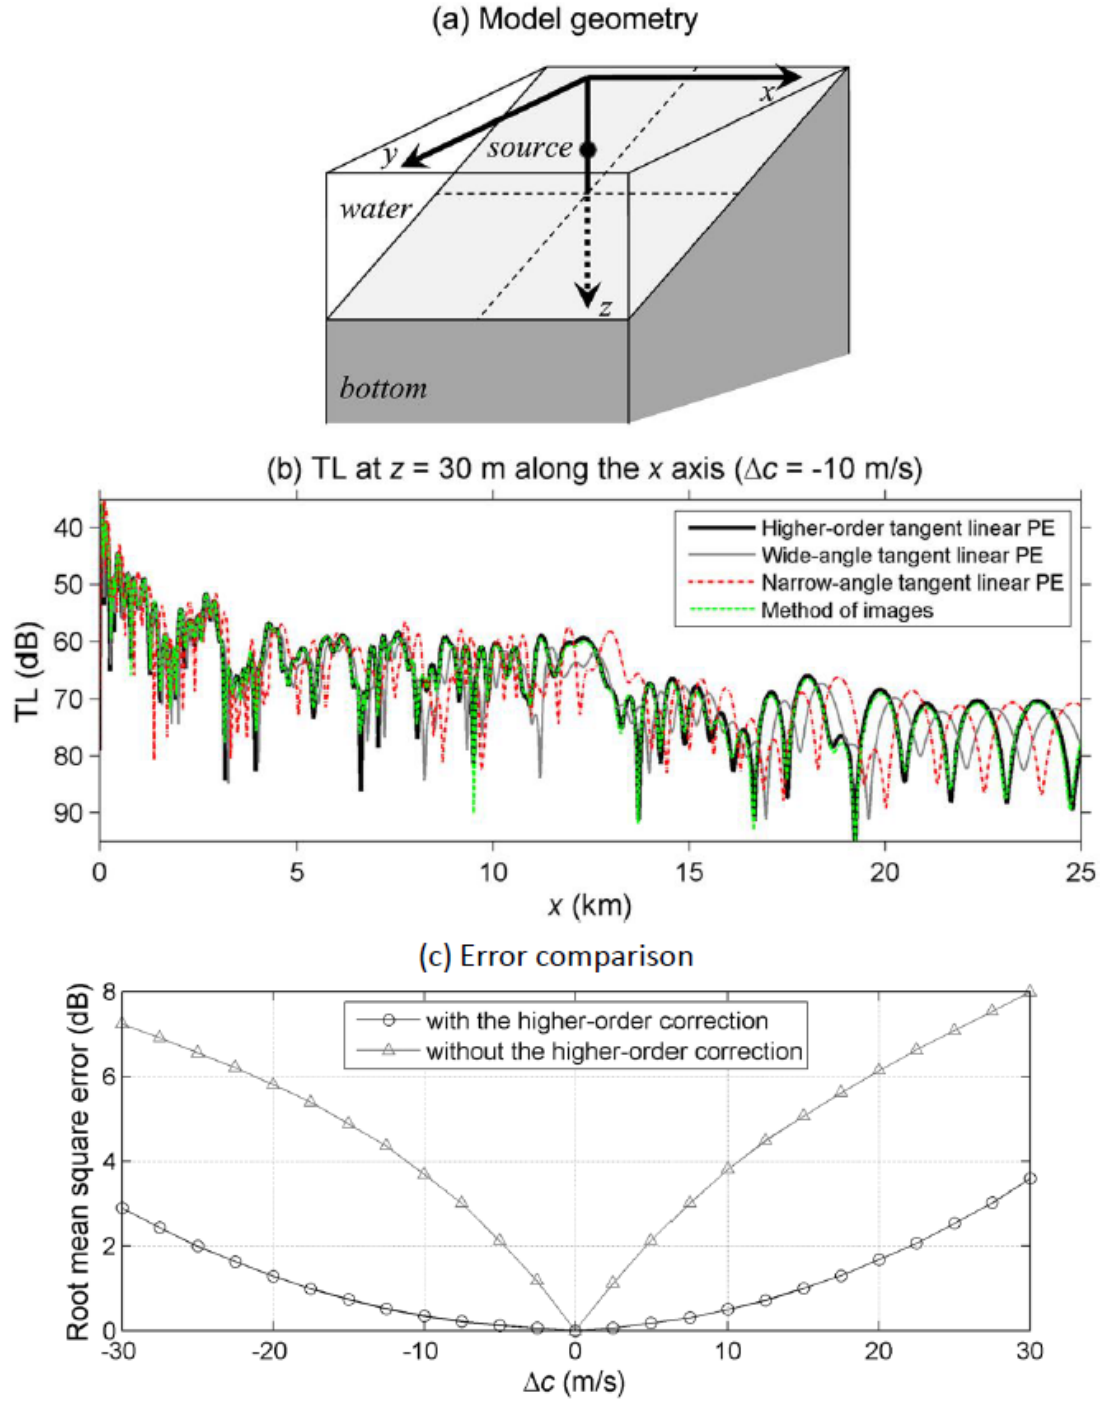 (a) Model geometry
x
y
source
water
z
bottom
(b) TL at z = 30 m along the x axis (Δc = -10 m/s)
Higher-order tangent linear PE
Wide-angle tangent linear PE
Narrow-angle tangent linear PE
Method of images
40
50
60
70
80
90
TL (dB)
0 5 10 15 20 25
x (km)
(c) Error comparison
with the higher-order correction
without the higher-order correction
8
6
4
2
0
Root mean square error (dB)
-30 -20 -10 0 10 20 30
Δc (m/s)